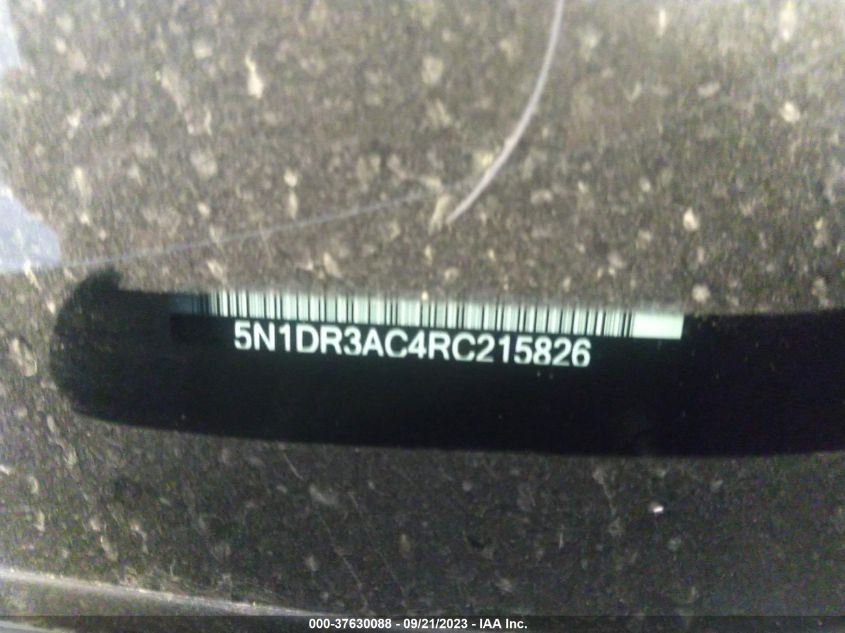 5N1DR3AC4RC215826
000-37630088 - 09/21/2023 - IAA Inc.